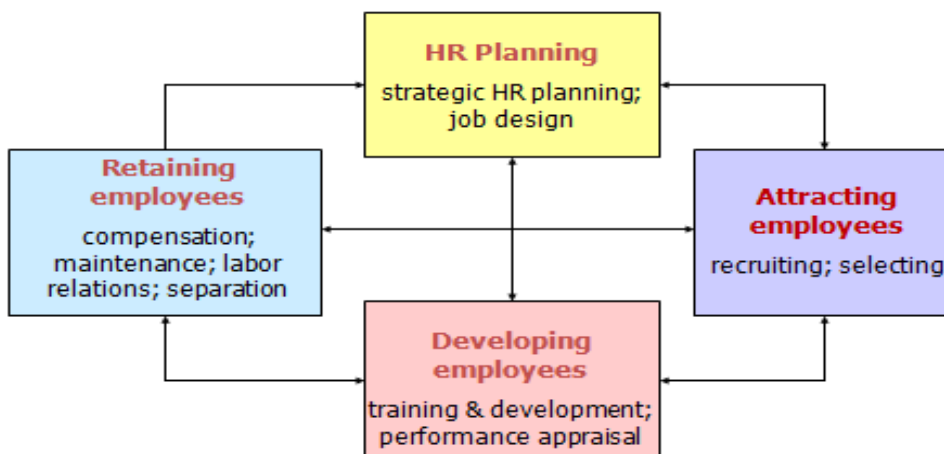 HR Planning
strategic HR planning;
job design
Retaining
employees
compensation;
maintenance; labor
relations; separation
Attracting
employees
recruiting; selecting
Developing
employees
training & development;
performance appraisal